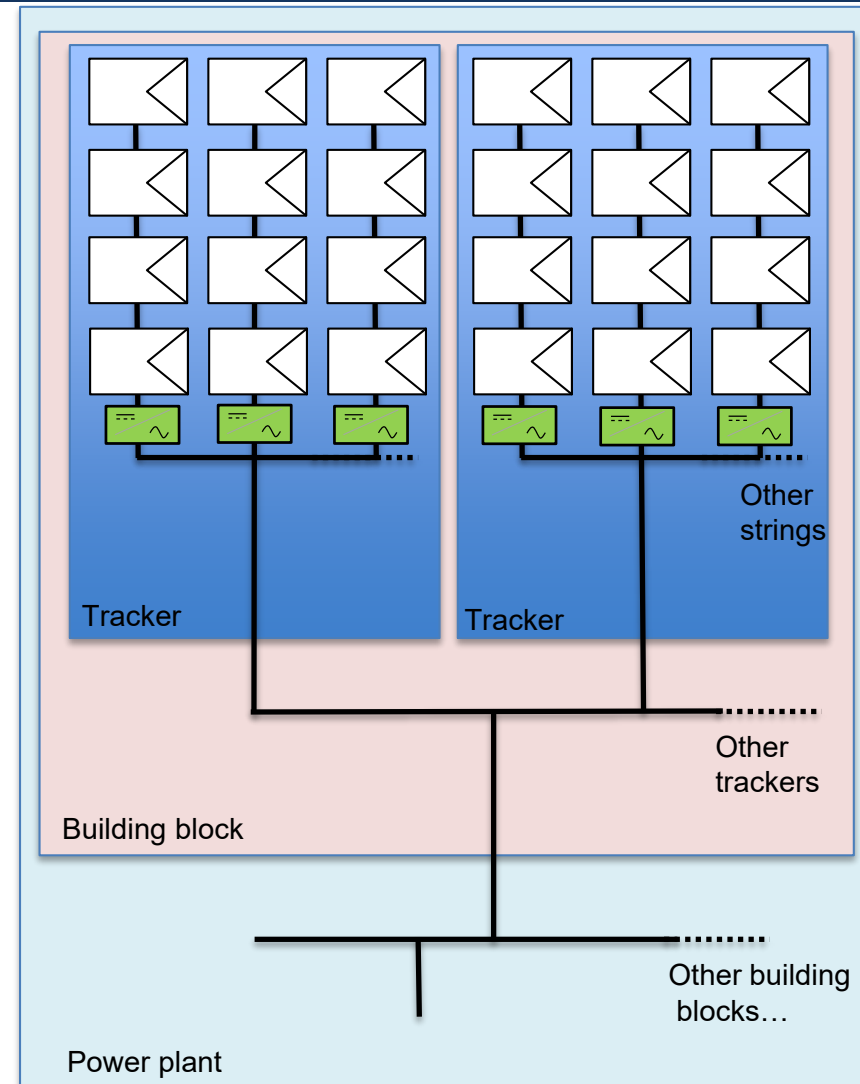 Other
strings
Tracker
Tracker
Other
trackers
Building block
Other building
blocks…
Power plant